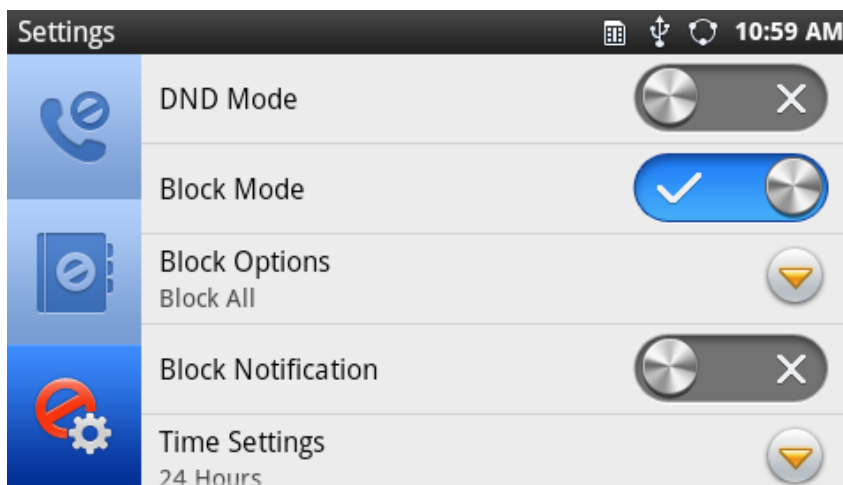 Settings
10:59 AM
DND Mode
Block Mode
Block Options
Block All
Block Notification
Time Settings
24 Hours